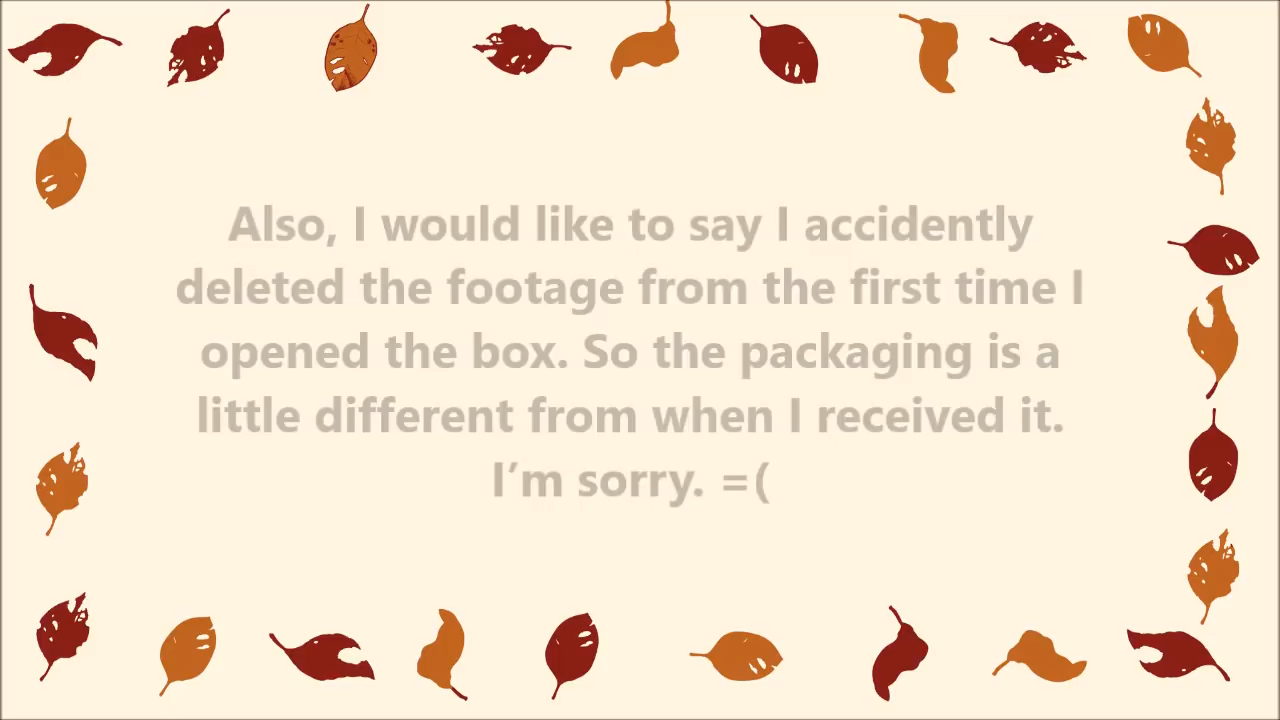 Also, I would like to say I accidently
deleted the footage from the first time I
opened the box. So the packaging is a
little different from when I received it.
I’m sorry. =(